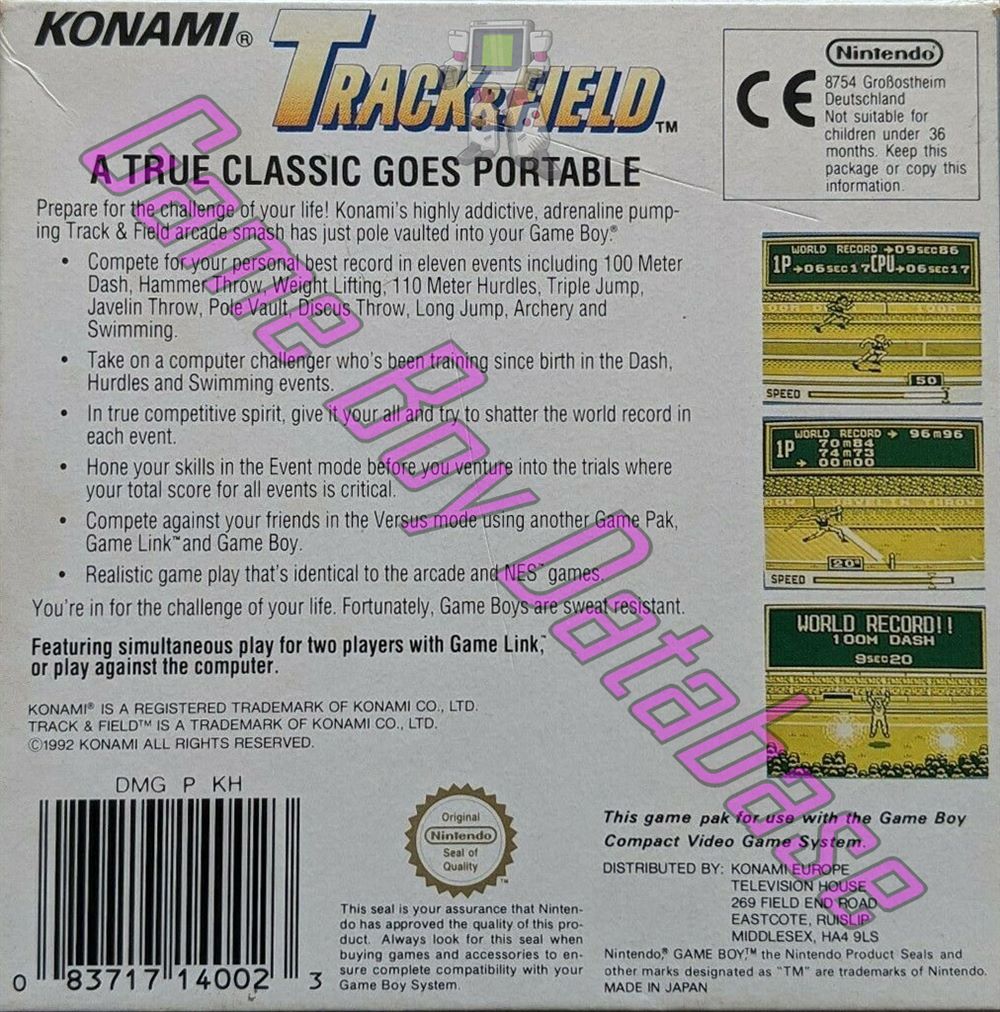 KONAMI®
TRACK & FIELD™
Nintendo
CE
8754 Großostheim
Deutschland
Not suitable for
children under 36
months. Keep this
package or copy this
information.
A TRUE CLASSIC GOES PORTABLE
Prepare for the challenge of your life! Konami's highly addictive, adrenaline pump-
ing Track & Field arcade smash has just pole vaulted into your Game Boy.®
• Compete for your personal best record in eleven events including 100 Meter
Dash, Hammer Throw, Weight Lifting, 110 Meter Hurdles, Triple Jump,
Javelin Throw, Pole Vault, Discus Throw, Long Jump, Archery and
Swimming.
• Take on a computer challenger who's been training since birth in the Dash,
Hurdles and Swimming events.
• In true competitive spirit, give it your all and try to shatter the world record in
each event.
• Hone your skills in the Event mode before you venture into the trials where
your total score for all events is critical.
• Compete against your friends in the Versus mode using another Game Pak,
Game Link™ and Game Boy.
• Realistic game play that's identical to the arcade and NES™ games.
You're in for the challenge of your life. Fortunately, Game Boys are sweat resistant.
Featuring simultaneous play for two players with Game Link,™
or play against the computer.
KONAMI® IS A REGISTERED TRADEMARK OF KONAMI CO., LTD.
TRACK & FIELD™ IS A TRADEMARK OF KONAMI CO., LTD.
©1992 KONAMI ALL RIGHTS RESERVED.
WORLD RECORD →09SEC86
1P→06SEC17CPU→06SEC17
100M
50
SPEED
WORLD RECORD → 96m96
1P 70m84
74m73
→ 00m00
JAVELIN THROW
20m
SPEED
WORLD RECORD!!
100M DASH
9SEC20
DMG P KH
0 83717 14002 3
Original
Nintendo
Seal of
Quality
™
This seal is your assurance that Ninten-
do has approved the quality of this pro-
duct. Always look for this seal when
buying games and accessories to en-
sure complete compatibility with your
Game Boy System.
This game pak for use with the Game Boy
Compact Video Game System.
DISTRIBUTED BY: KONAMI EUROPE
TELEVISION HOUSE
269 FIELD END ROAD
EASTCOTE, RUISLIP
MIDDLESEX, HA4 9LS
Nintendo,® GAME BOY,™ the Nintendo Product Seals and
other marks designated as "TM" are trademarks of Nintendo.
MADE IN JAPAN
Game Boy Database